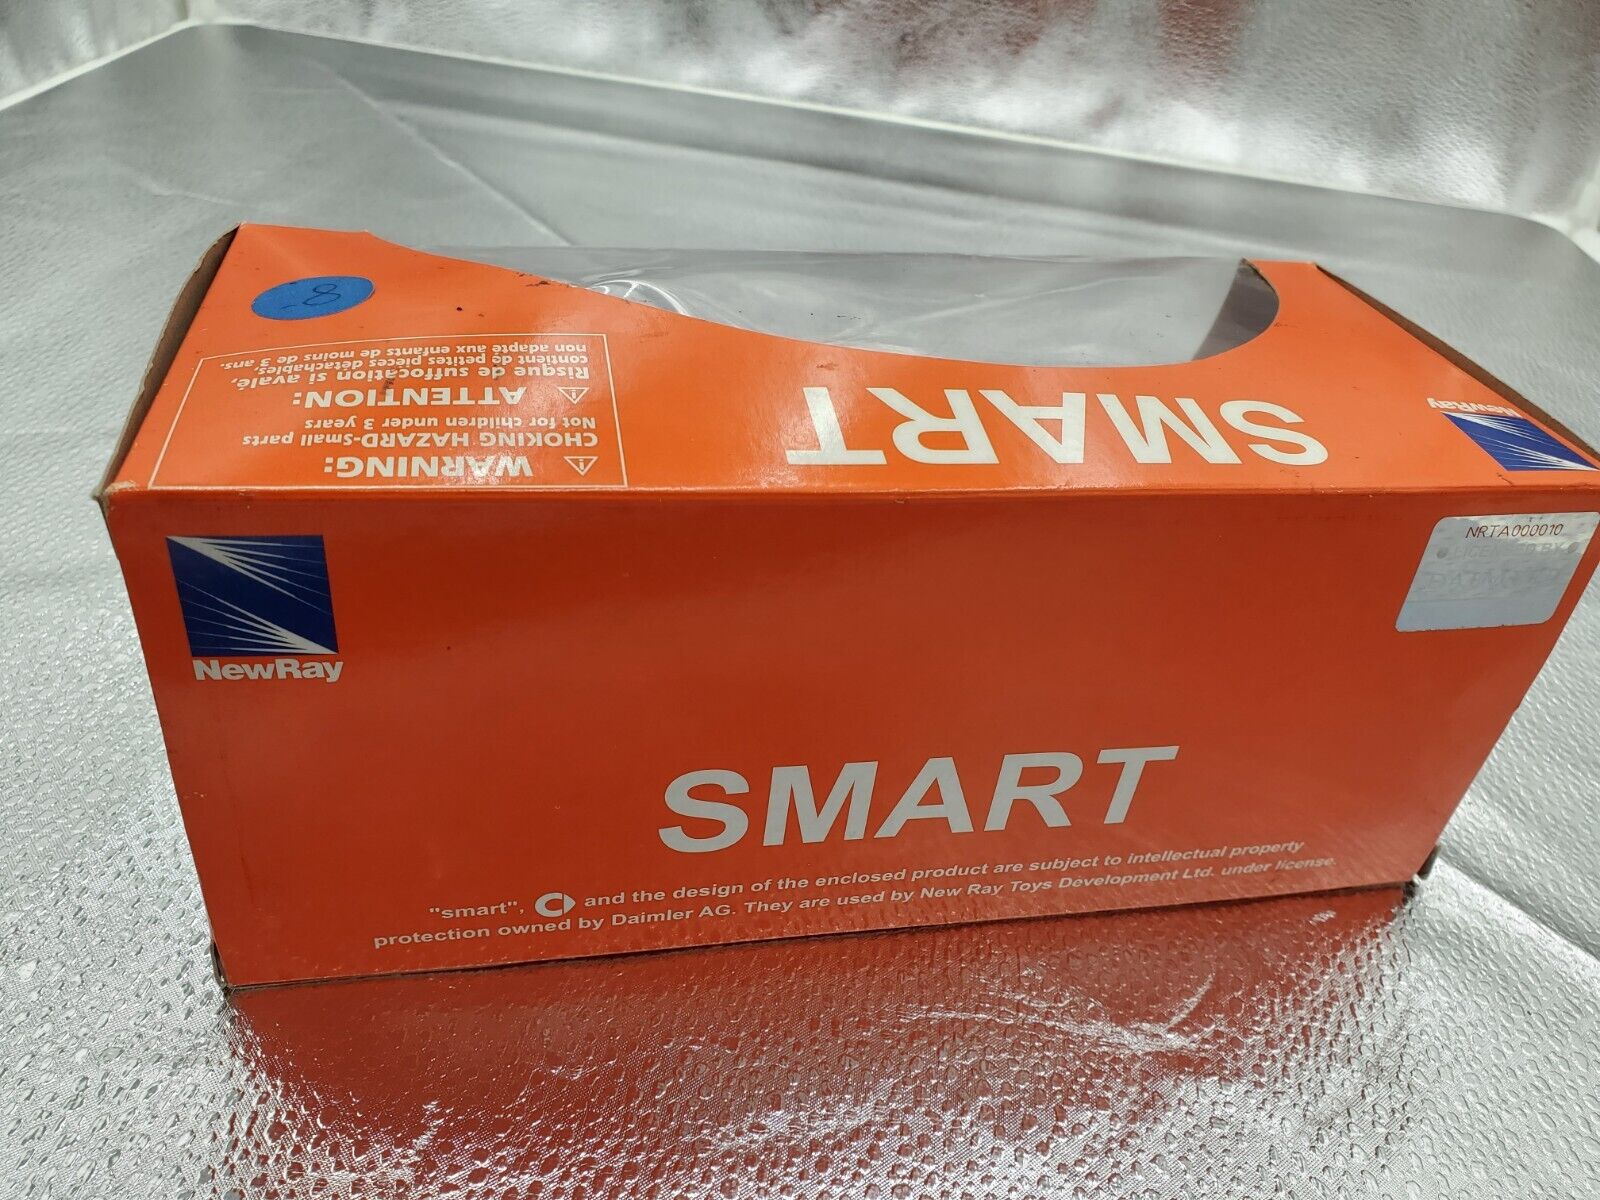 8-
WARNING:
CHOKING HAZARD-small parts
Not for children under 3 years
ATTENTION:
Risque de suffocation si avalé,
contient de petites pièces détachables,
non adapté aux enfants de moins de 3 ans.
SMART
NewRay
NewRay
NRTA000010
SMART
"smart", and the design of the enclosed product are subject to intellectual property
protection owned by Daimler AG. They are used by New Ray Toys Development Ltd. under license.